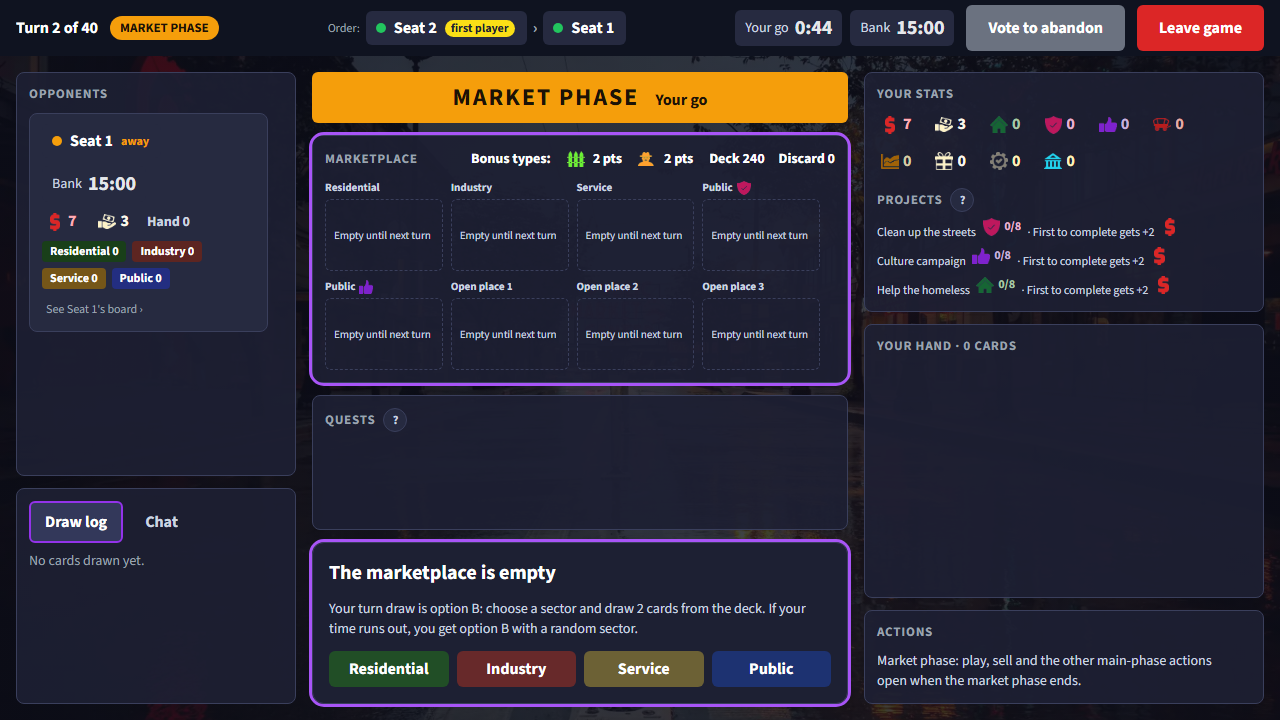 Turn 2 of 40 MARKET PHASE Order: Seat 2 first player › Seat 1 Your go 0:44 Bank 15:00 Vote to abandon Leave game
OPPONENTS
Seat 1 away
Bank 15:00
7 3 Hand 0
Residential 0 Industry 0
Service 0 Public 0
See Seat 1's board ›
Draw log Chat
No cards drawn yet.
MARKET PHASE Your go
MARKETPLACE Bonus types: 2 pts 2 pts Deck 240 Discard 0
Residential Industry Service Public
Empty until next turn Empty until next turn Empty until next turn Empty until next turn
Public Open place 1 Open place 2 Open place 3
Empty until next turn Empty until next turn Empty until next turn Empty until next turn
QUESTS ?
The marketplace is empty
Your turn draw is option B: choose a sector and draw 2 cards from the deck. If your
time runs out, you get option B with a random sector.
Residential Industry Service Public
YOUR STATS
7 3 0 0 0 0
0 0 0 0
PROJECTS ?
Clean up the streets 0/8 · First to complete gets +2
Culture campaign 0/8 · First to complete gets +2
Help the homeless 0/8 · First to complete gets +2
YOUR HAND · 0 CARDS
ACTIONS
Market phase: play, sell and the other main-phase actions
open when the market phase ends.